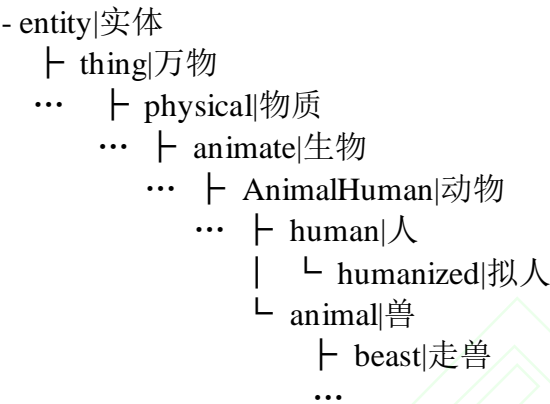 - entity|实体
├ thing|万物
… ├ physical|物质
… ├ animate|生物
… ├ AnimalHuman|动物
… ├ human|人
│ └ humanized|拟人
└ animal|兽
├ beast|走兽
…